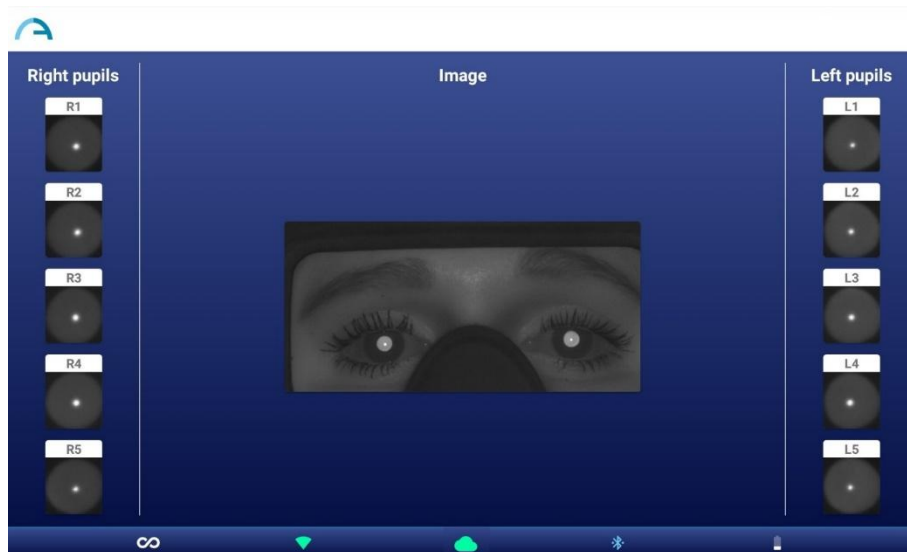 Right pupils
Image
Left pupils
R1
L1
R2
L2
R3
L3
R4
L4
R5
L5